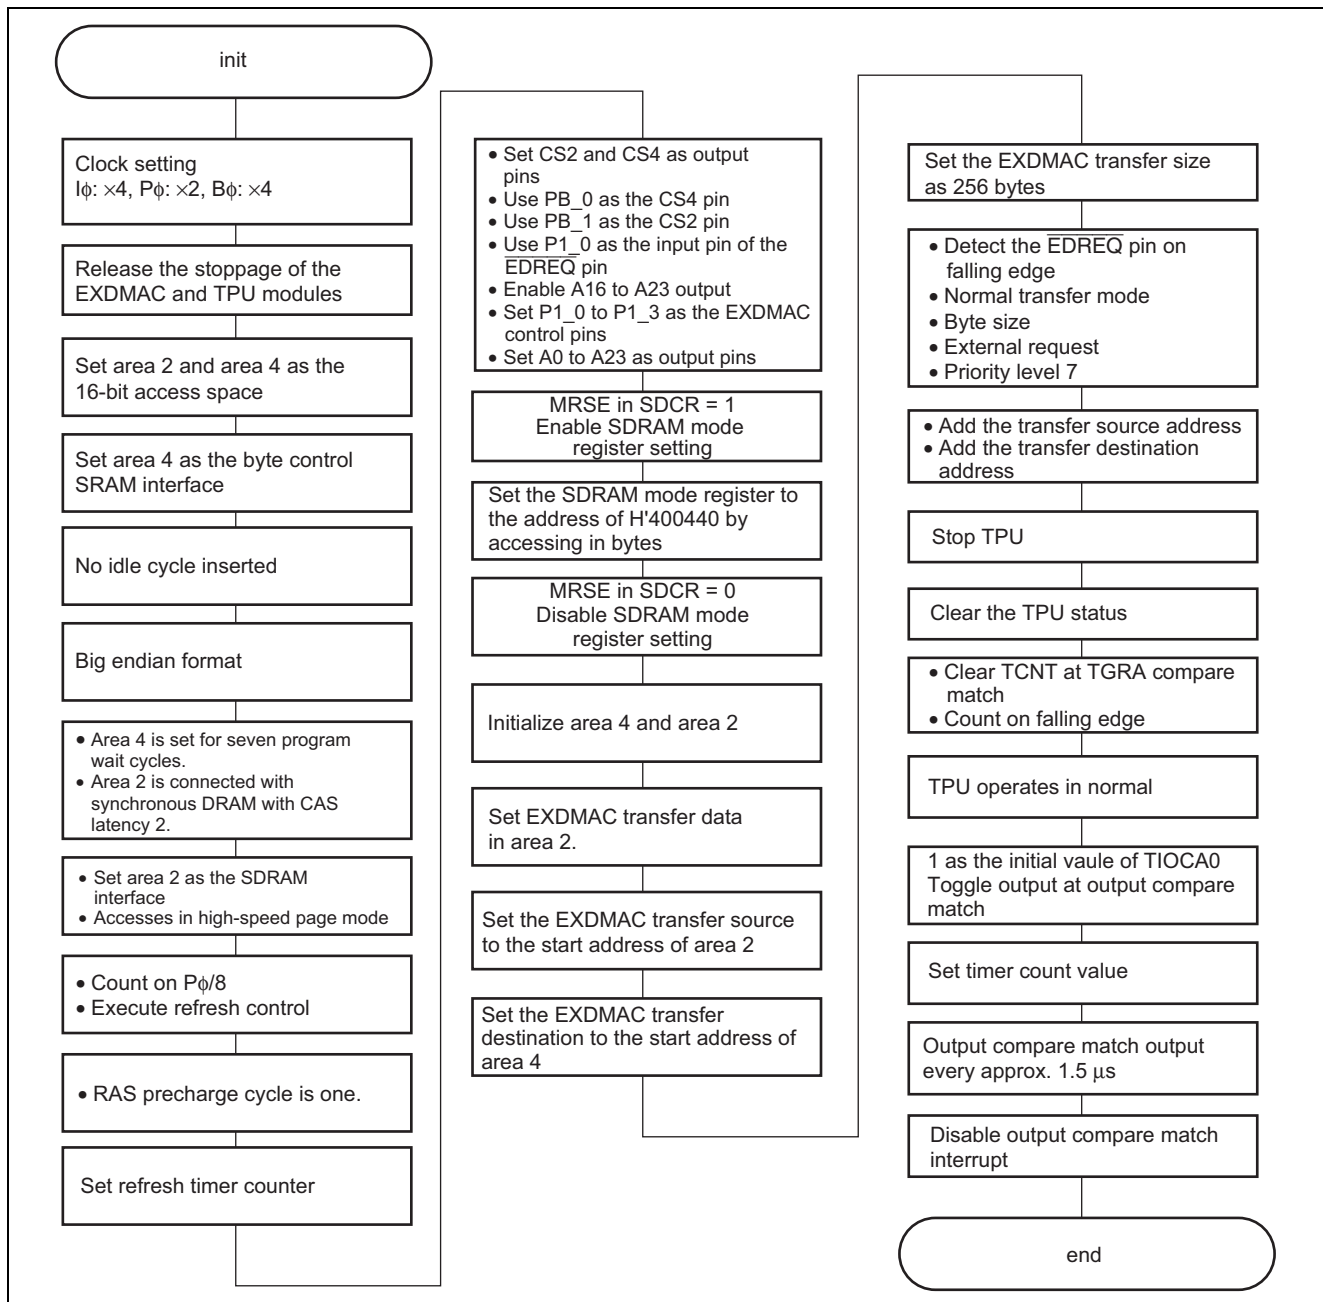 init
Clock setting
Iϕ: ×4, Pϕ: ×2, Bϕ: ×4
Release the stoppage of the
EXDMAC and TPU modules
Set area 2 and area 4 as the
16-bit access space
Set area 4 as the byte control
SRAM interface
No idle cycle inserted
Big endian format
• Area 4 is set for seven program
wait cycles.
• Area 2 is connected with
synchronous DRAM with CAS
latency 2.
• Set area 2 as the SDRAM
interface
• Accesses in high-speed page mode
• Count on Pϕ/8
• Execute refresh control
• RAS precharge cycle is one.
Set refresh timer counter
• Set CS2 and CS4 as output
pins
• Use PB_0 as the CS4 pin
• Use PB_1 as the CS2 pin
• Use P1_0 as the input pin of the
EDREQ pin
• Enable A16 to A23 output
• Set P1_0 to P1_3 as the EXDMAC
control pins
• Set A0 to A23 as output pins
MRSE in SDCR = 1
Enable SDRAM mode
register setting
Set the SDRAM mode register to
the address of H'400440 by
accessing in bytes
MRSE in SDCR = 0
Disable SDRAM mode
register setting
Initialize area 4 and area 2
Set EXDMAC transfer data
in area 2.
Set the EXDMAC transfer source
to the start address of area 2
Set the EXDMAC transfer
destination to the start address of
area 4
Set the EXDMAC transfer size
as 256 bytes
• Detect the EDREQ pin on
falling edge
• Normal transfer mode
• Byte size
• External request
• Priority level 7
• Add the transfer source address
• Add the transfer destination
address
Stop TPU
Clear the TPU status
• Clear TCNT at TGRA compare
match
• Count on falling edge
TPU operates in normal
1 as the initial vaule of TIOCA0
Toggle output at output compare
match
Set timer count value
Output compare match output
every approx. 1.5 μs
Disable output compare match
interrupt
end